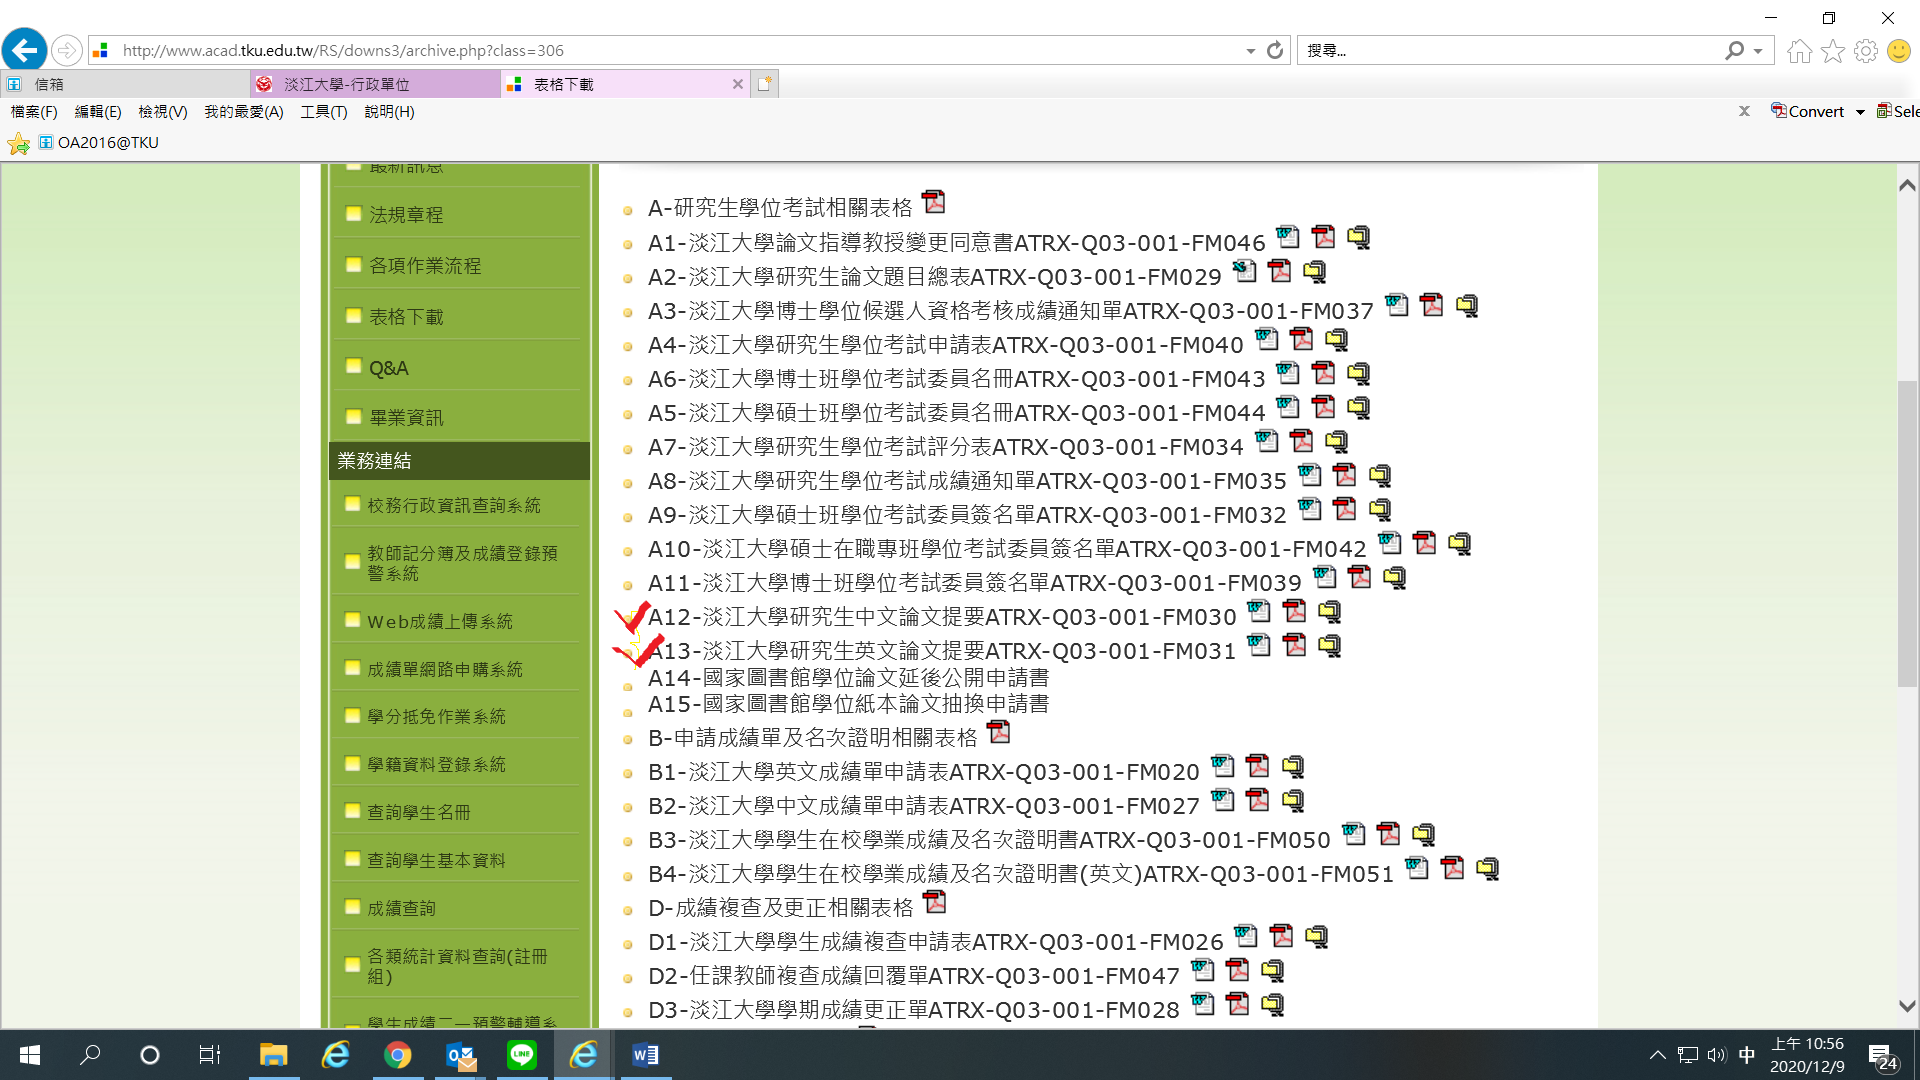 http://www.acad.tku.edu.tw/RS/downs3/archive.php?class=306
搜尋...
信箱
淡江大學-行政單位
表格下載
檔案(F) 編輯(E) 檢視(V) 我的最愛(A) 工具(T) 說明(H)
Convert
Sele
OA2016@TKU
最新訊息
法規章程
各項作業流程
表格下載
Q&A
畢業資訊
業務連結
校務行政資訊查詢系統
教師記分簿及成績登錄預
警系統
Web成績上傳系統
成績單網路申購系統
學分抵免作業系統
學籍資料登錄系統
查詢學生名冊
查詢學生基本資料
成績查詢
各類統計資料查詢(註冊
組)
學生成績二一預警輔導系
A-研究生學位考試相關表格
A1-淡江大學論文指導教授變更同意書ATRX-Q03-001-FM046
A2-淡江大學研究生論文題目總表ATRX-Q03-001-FM029
A3-淡江大學博士學位候選人資格考核成績通知單ATRX-Q03-001-FM037
A4-淡江大學研究生學位考試申請表ATRX-Q03-001-FM040
A6-淡江大學博士班學位考試委員名冊ATRX-Q03-001-FM043
A5-淡江大學碩士班學位考試委員名冊ATRX-Q03-001-FM044
A7-淡江大學研究生學位考試評分表ATRX-Q03-001-FM034
A8-淡江大學研究生學位考試成績通知單ATRX-Q03-001-FM035
A9-淡江大學碩士班學位考試委員簽名單ATRX-Q03-001-FM032
A10-淡江大學碩士在職專班學位考試委員簽名單ATRX-Q03-001-FM042
A11-淡江大學博士班學位考試委員簽名單ATRX-Q03-001-FM039
A12-淡江大學研究生中文論文提要ATRX-Q03-001-FM030
A13-淡江大學研究生英文論文提要ATRX-Q03-001-FM031
A14-國家圖書館學位論文延後公開申請書
A15-國家圖書館學位紙本論文抽換申請書
B-申請成績單及名次證明相關表格
B1-淡江大學英文成績單申請表ATRX-Q03-001-FM020
B2-淡江大學中文成績單申請表ATRX-Q03-001-FM027
B3-淡江大學學生在校學業成績及名次證明書ATRX-Q03-001-FM050
B4-淡江大學學生在校學業成績及名次證明書(英文)ATRX-Q03-001-FM051
D-成績複查及更正相關表格
D1-淡江大學學生成績複查申請表ATRX-Q03-001-FM026
D2-任課教師複查成績回覆單ATRX-Q03-001-FM047
D3-淡江大學學期成績更正單ATRX-Q03-001-FM028
中
上午 10:56
2020/12/9
24